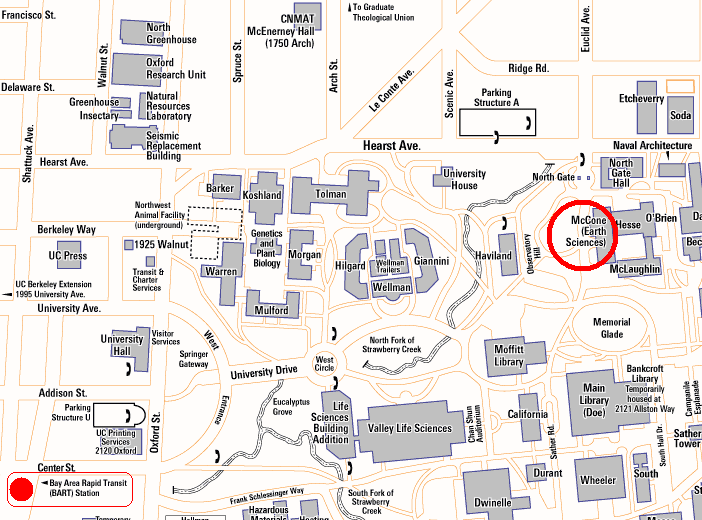 Francisco St.
Walnut St.
North
Greenhouse
Oxford
Research Unit
Spruce St.
CNMAT
McEnerney Hall
(1750 Arch)
To Graduate
Theological Union
Arch St.
Le Conte Ave.
Scenic Ave.
Euclid Ave.
Ridge Rd.
Delaware St.
Greenhouse
Insectary
Natural
Resources
Laboratory
Seismic
Replacement
Building
Parking
Structure A
Etcheverry
Soda
Shattuck Ave.
Hearst Ave.
Hearst Ave.
Naval Architecture
North
Gate
Hall
North Gate
University
House
Barker
Koshland
Tolman
Northwest
Animal Facility
(underground)
McCone
(Earth
Sciences)
Hesse
O'Brien
Da
Bec
McLaughlin
Berkeley Way
UC Press
1925 Walnut
Transit &
Charter
Services
Genetics
and
Plant
Biology
Morgan
Hilgard
Wellman
Trailers
Wellman
Giannini
Haviland
Observatory
Hill
Warren
Mulford
UC Berkeley Extension
1995 University Ave.
University Ave.
University
Hall
Visitor
Services
West
Entrance
Springer
Gateway
University Drive
West
Circle
North Fork of
Strawberry Creek
Memorial
Glade
Moffitt
Library
Bankcroft
Library
Temporarily
housed at
2121 Allston Way
Main
Library
(Doe)
Campanile
Esplanade
Addison St.
Parking
Structure U
UC Printing
Services
2120 Oxford
Oxford St.
Eucalyptus
Grove
Life
Sciences
Building
Addition
Valley Life Sciences
Chan Shun
Auditorium
California
Sather Rd.
South Hall Dr.
Sather
Tower
Center St.
Bay Area Rapid Transit
(BART) Station
Frank Schlessinger Way
South Fork of
Strawberry Creek
Durant
Dwinelle
Wheeler
South
St
Temporary
Hellman
Hazardous
Materials
Heating